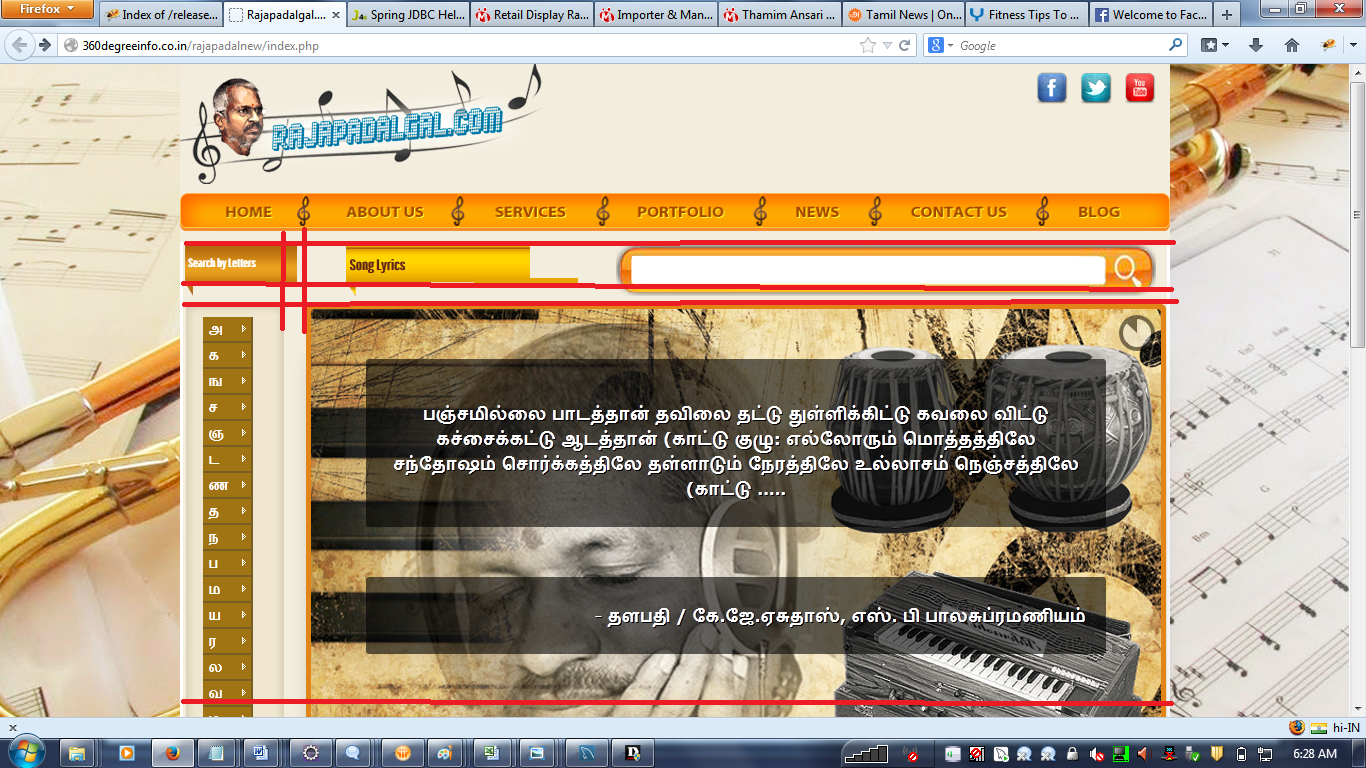 Firefox
Index of /release...
Rajapadalgal....
Spring JDBC Hel...
Retail Display Ra...
Importer & Man...
Thamim Ansari ...
Tamil News | On...
Fitness Tips To ...
Welcome to Fac...
360degreeinfo.co.in/rajapadalnew/index.php
Google
RAJAPADALGAL.COM
You Tube
HOME
ABOUT US
SERVICES
PORTFOLIO
NEWS
CONTACT US
BLOG
Search by Letters
Song Lyrics
அ
க
ங
ச
ஞ
ட
ண
த
ந
ப
ம
ய
ர
ல
வ
பஞ்சமில்லை பாடத்தான் தவிலை தட்டு துள்ளிக்கிட்டு கவலை விட்டு
கச்சைக்கட்டு ஆடத்தான் (காட்டு குழு: எல்லோரும் மொத்தத்திலே
சந்தோஷம் சொர்க்கத்திலே தள்ளாடும் நேரத்திலே உல்லாசம் நெஞ்சத்திலே
(காட்டு .....
- தளபதி / கே.ஜே.ஏசுதாஸ், எஸ். பி பாலசுப்ரமணியம்
hi-IN
6:28 AM